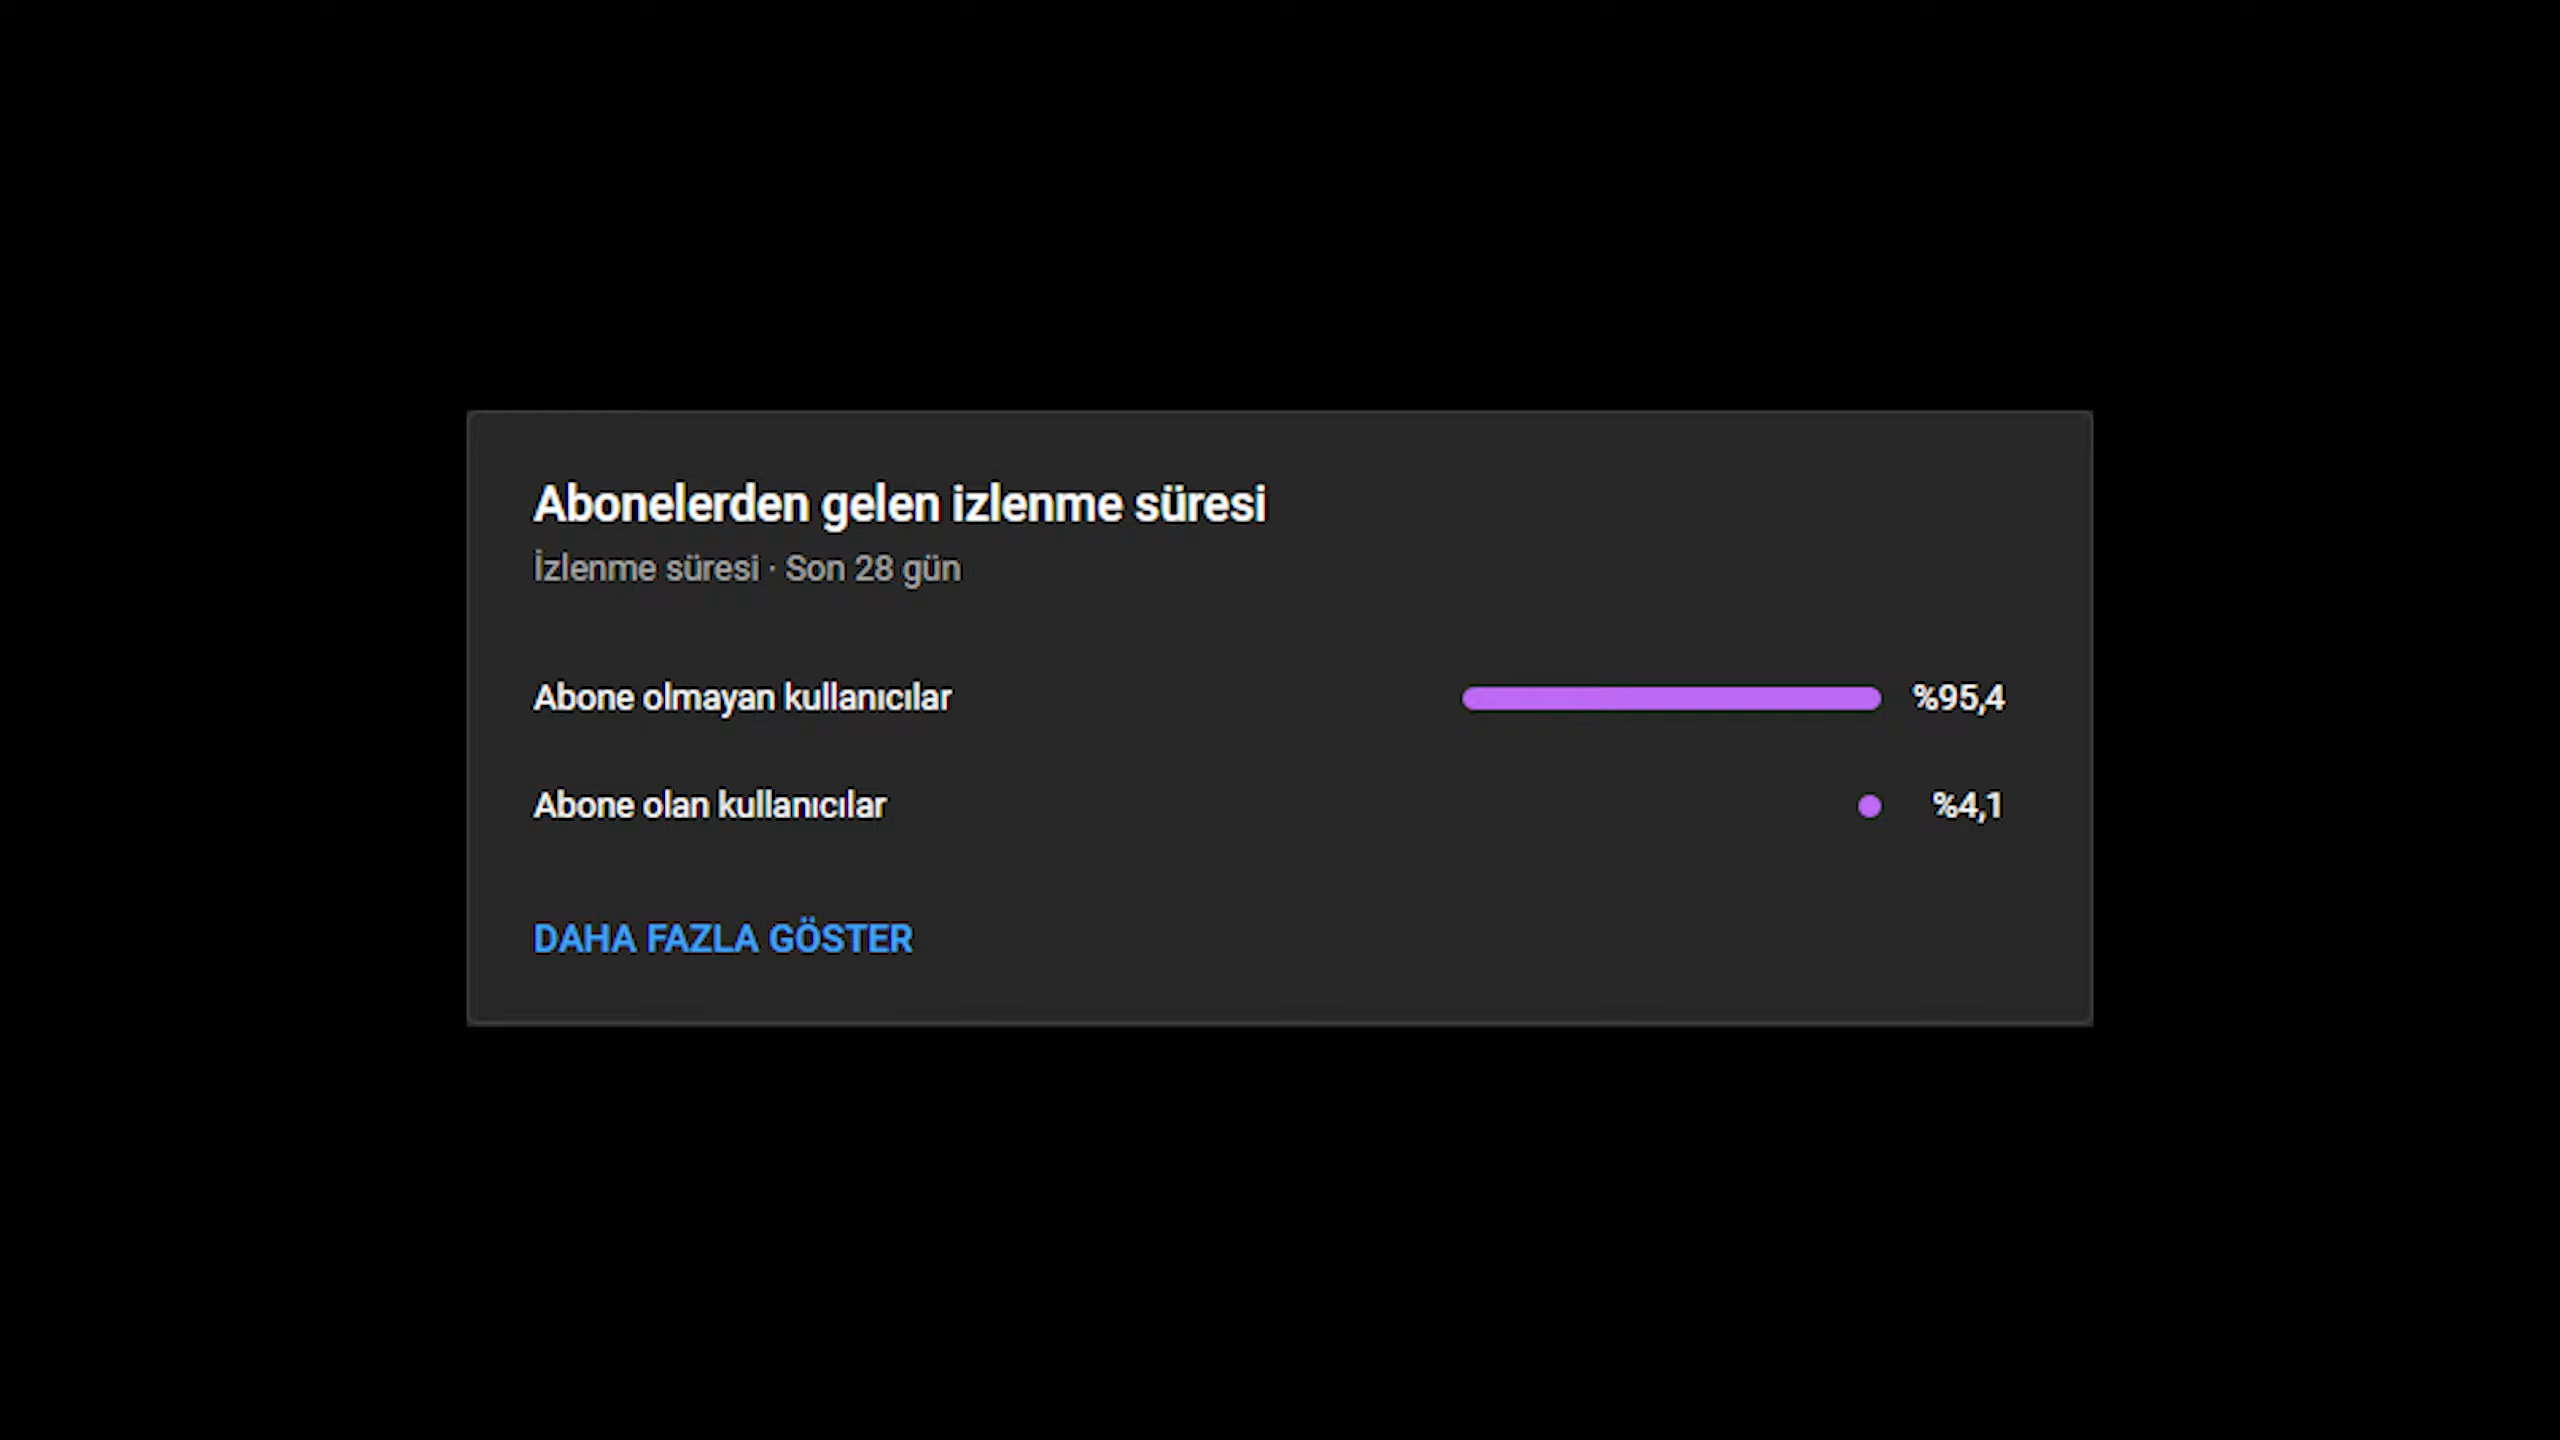 Abonelerden gelen izlenme süresi
İzlenme süresi · Son 28 gün
Abone olmayan kullanıcılar %95,4
Abone olan kullanıcılar %4,1
DAHA FAZLA GÖSTER